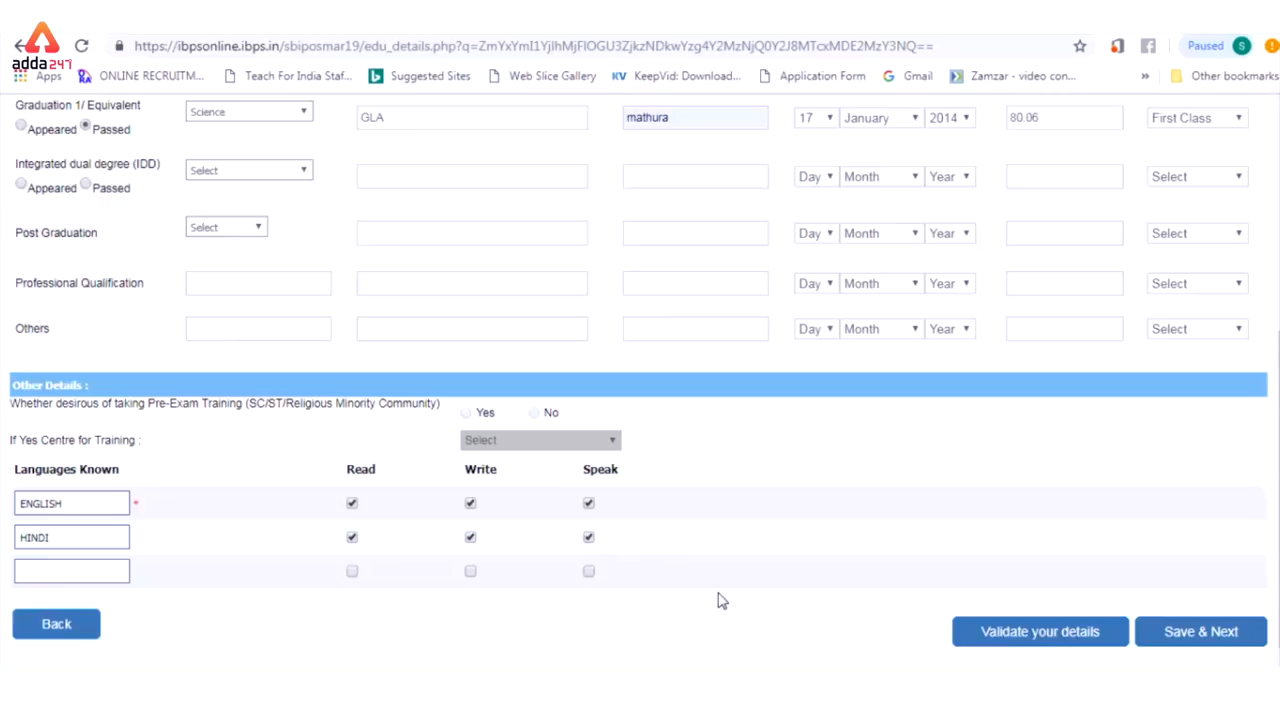 adda247
https://ibpsonline.ibps.in/sbiposmar19/edu_details.php?q=ZmYxYmI1YjlhMjFlOGU3ZjkzNDkwYzg4Y2MzNjQ0Y2J8MTcxMDE2MzY3NQ==
Paused S
Apps ONLINE RECRUITM... Teach For India Staf... Suggested Sites Web Slice Gallery KV KeepVid: Download... Application Form Gmail Zamzar - video con... » Other bookmarks
Graduation 1/ Equivalent Science GLA mathura 17 January 2014 80.06 First Class
Appeared Passed
Integrated dual degree (IDD) Select Day Month Year Select
Appeared Passed
Post Graduation Select Day Month Year Select
Professional Qualification Day Month Year Select
Others Day Month Year Select
Other Details :
Whether desirous of taking Pre-Exam Training (SC/ST/Religious Minority Community) Yes No
If Yes Centre for Training : Select
Languages Known Read Write Speak
ENGLISH *
HINDI
Back Validate your details Save & Next